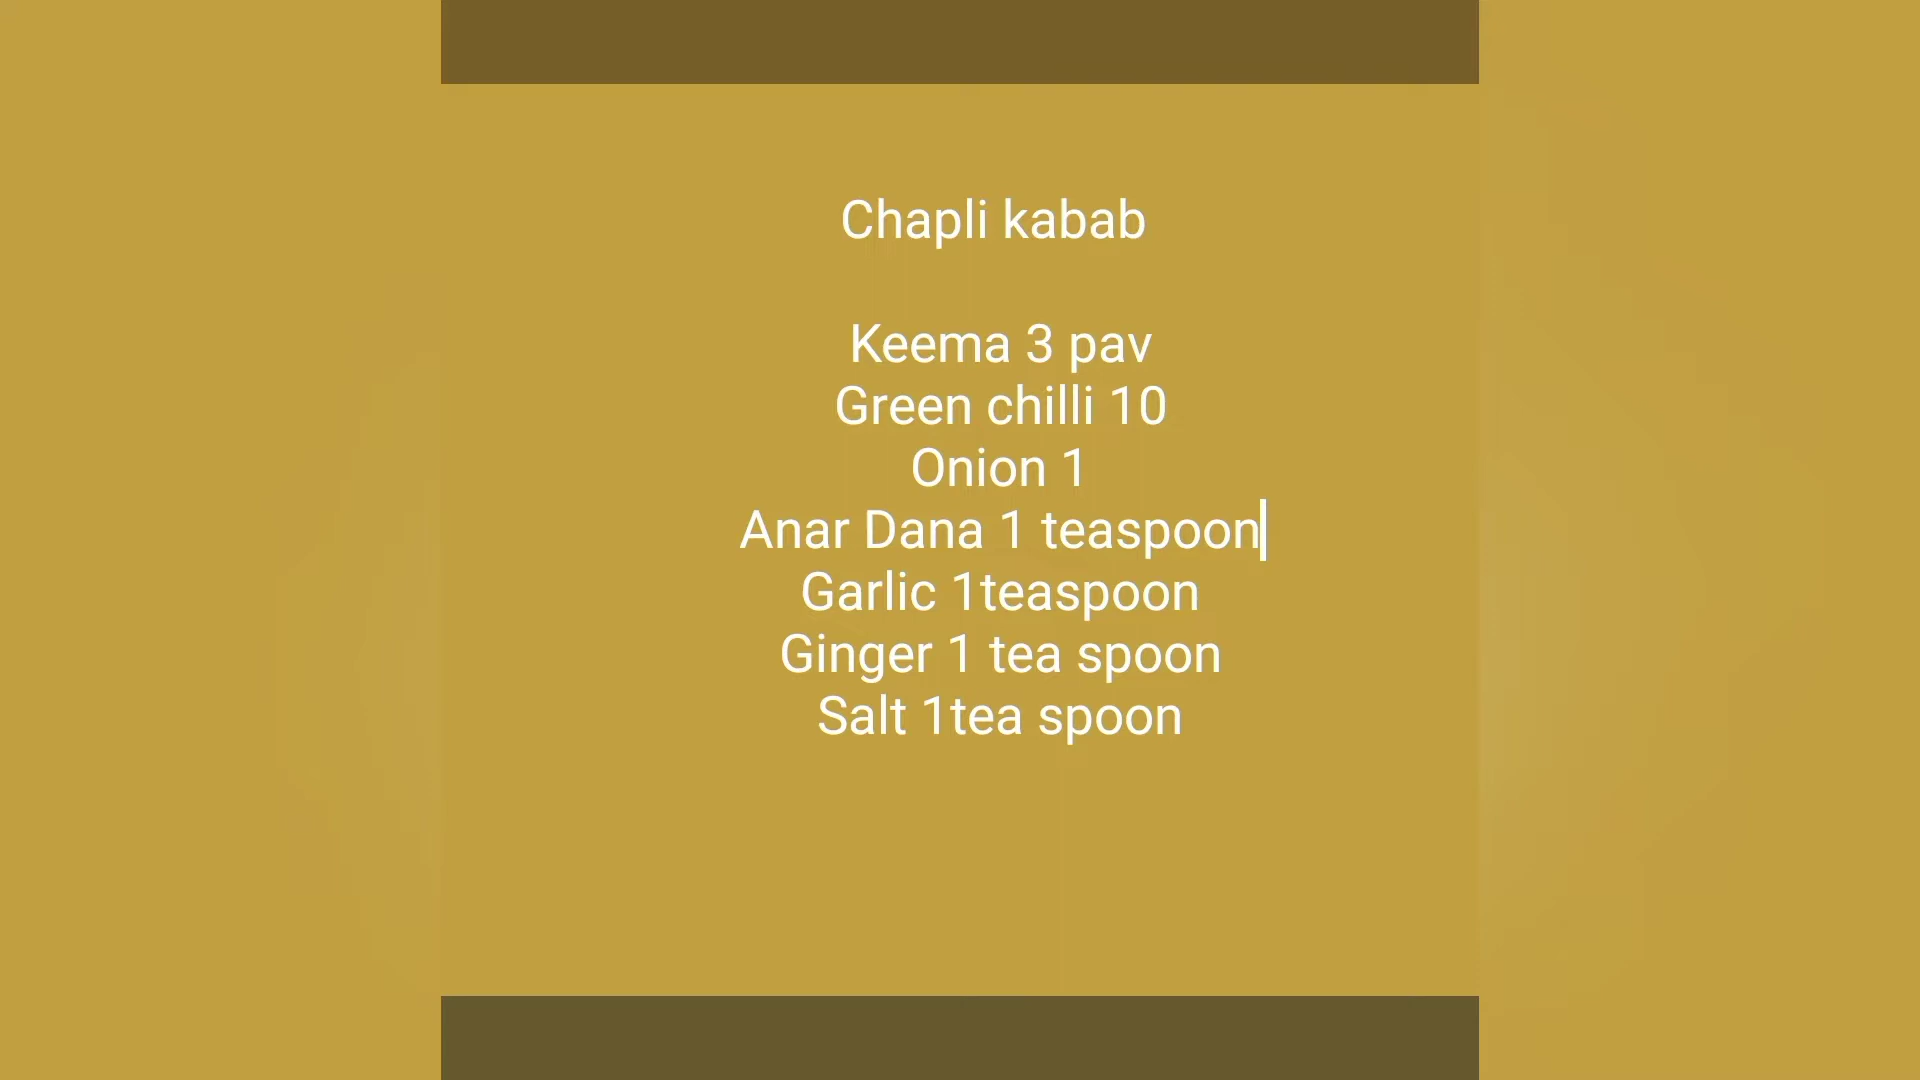 Chapli kabab
Keema 3 pav
Green chilli 10
Onion 1
Anar Dana 1 teaspoon
Garlic 1teaspoon
Ginger 1 tea spoon
Salt 1tea spoon